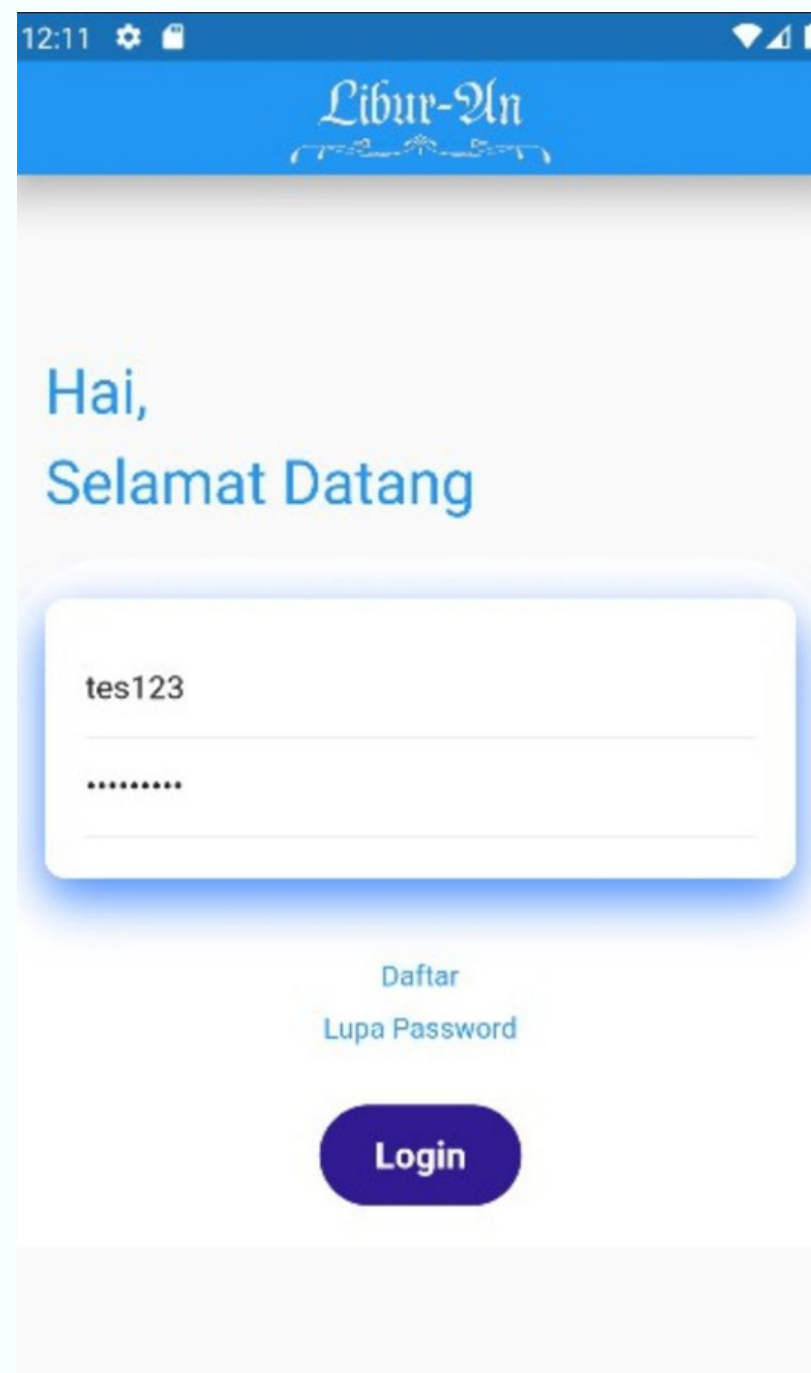 12:11
Libur-An
Hai,
Selamat Datang
tes123
•••••••••
Daftar
Lupa Password
Login